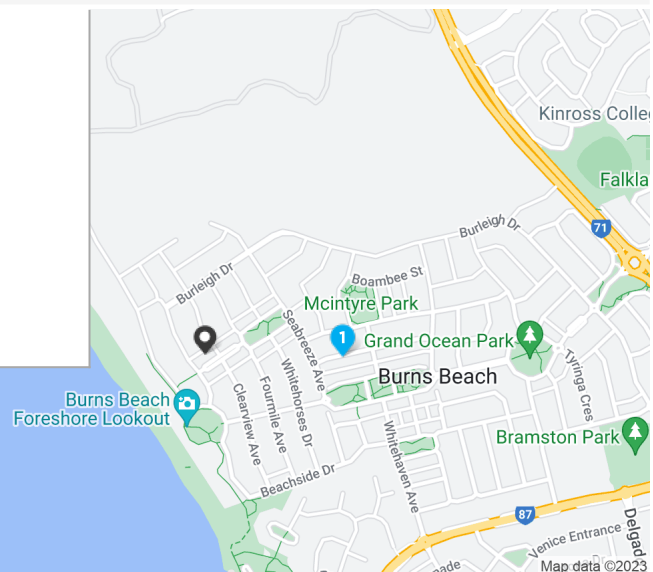 Kinross Colle
Falkla
71
Burleigh Dr
Burleigh Dr
Boambee St
Mcintyre Park
Seabreeze Ave
1
Grand Ocean Park
Burns Beach
Tyringa Cres
Burns Beach
Foreshore Lookout
Clearview Ave
Fourmile Ave
Whitehorses Dr
Whitehaven Ave
Bramston Park
Beachside Dr
87
Venice Entrance
Delgad
ade
Map data ©2023